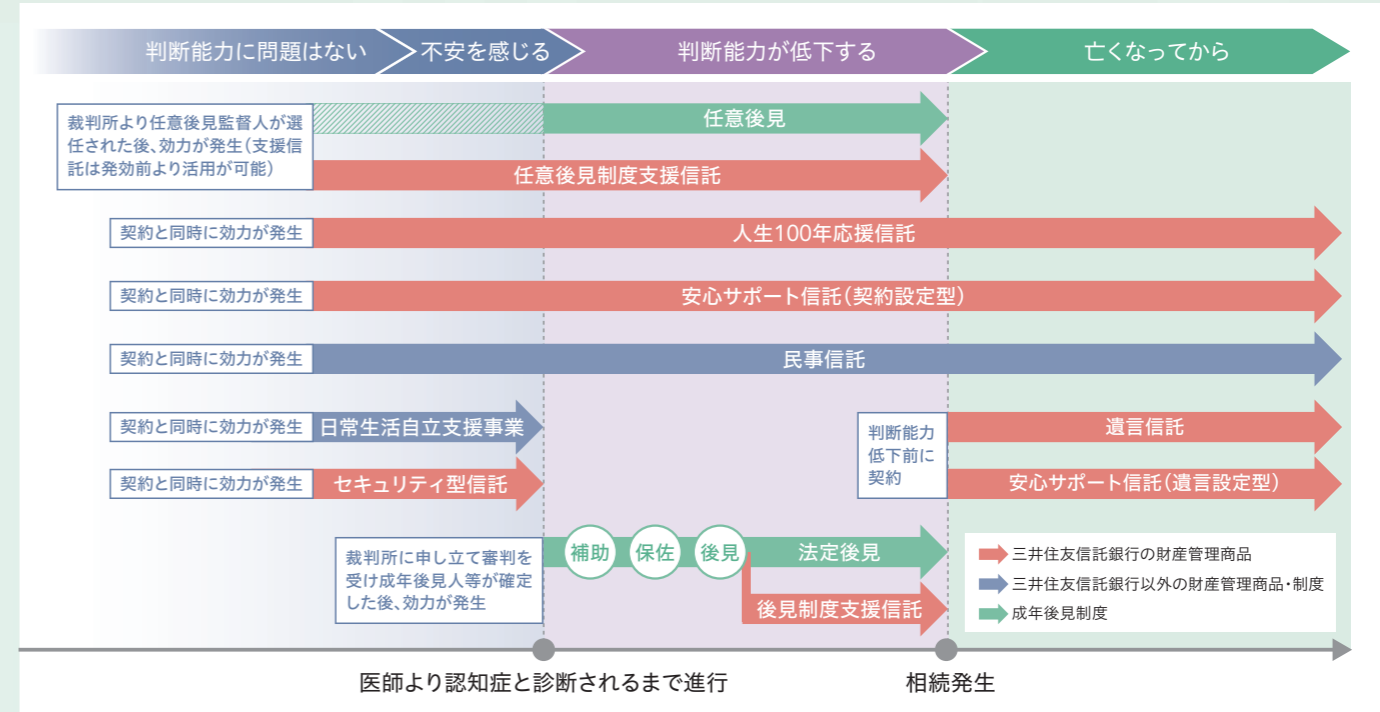 判断能力に問題はない
不安を感じる
判断能力が低下する
亡くなってから
裁判所より任意後見監督人が選
任された後、効力が発生(支援信
託は発効前より活用が可能)
任意後見
任意後見制度支援信託
契約と同時に効力が発生
人生100年応援信託
契約と同時に効力が発生
安心サポート信託(契約設定型)
契約と同時に効力が発生
民事信託
契約と同時に効力が発生
日常生活自立支援事業
契約と同時に効力が発生
セキュリティ型信託
判断能力
低下前に
契約
遺言信託
安心サポート信託(遺言設定型)
裁判所に申し立て審判を
受け成年後見人等が確定
した後、効力が発生
補助
保佐
後見
法定後見
後見制度支援信託
三井住友信託銀行の財産管理商品
三井住友信託銀行以外の財産管理商品・制度
成年後見制度
医師より認知症と診断されるまで進行
相続発生